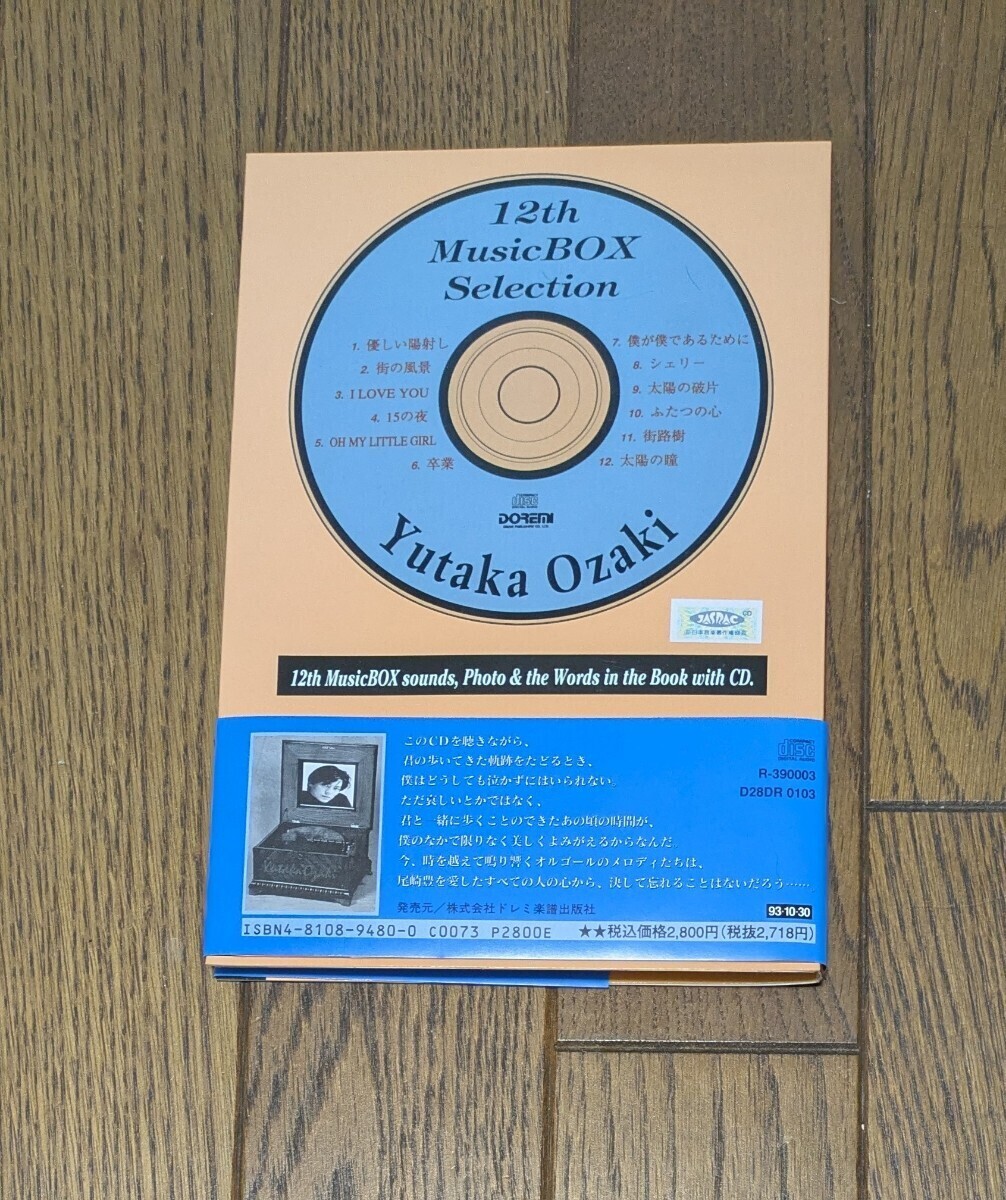 12th
MusicBOX
Selection
1. 優しい陽射し
2. 街の風景
3. I LOVE YOU
4. 15の夜
5. OH MY LITTLE GIRL
6. 卒業
7. 僕が僕であるために
8. シェリー
9. 太陽の破片
10. ふたつの心
11. 街路樹
12. 太陽の瞳
disc
DOREMI
Yutaka Ozaki
JASRAC
CD
12th MusicBOX sounds, Photo & the Words in the Book with CD.
このCDを聴きながら、
君の歩いてきた軌跡をたどるとき、
僕はどうしても泣かずにはいられない。
ただ哀しいとかではなく、
君と一緒に歩くことのできたあの頃の時間が、
僕のなかで限りなく美しくよみがえるからなんだ。
今、時を越えて鳴り響くオルゴールのメロディたちは、
尾崎豊を愛したすべての人の心から、決して忘れることはないだろう……
COMPACT
disc
DIGITAL AUDIO
R-390003
D28DR 0103
Yutaka Ozaki
発売元／株式会社ドレミ楽譜出版社
93·10·30
ISBN4-8108-9480-0 C0073 P2800E ★★税込価格2,800円(税抜2,718円)